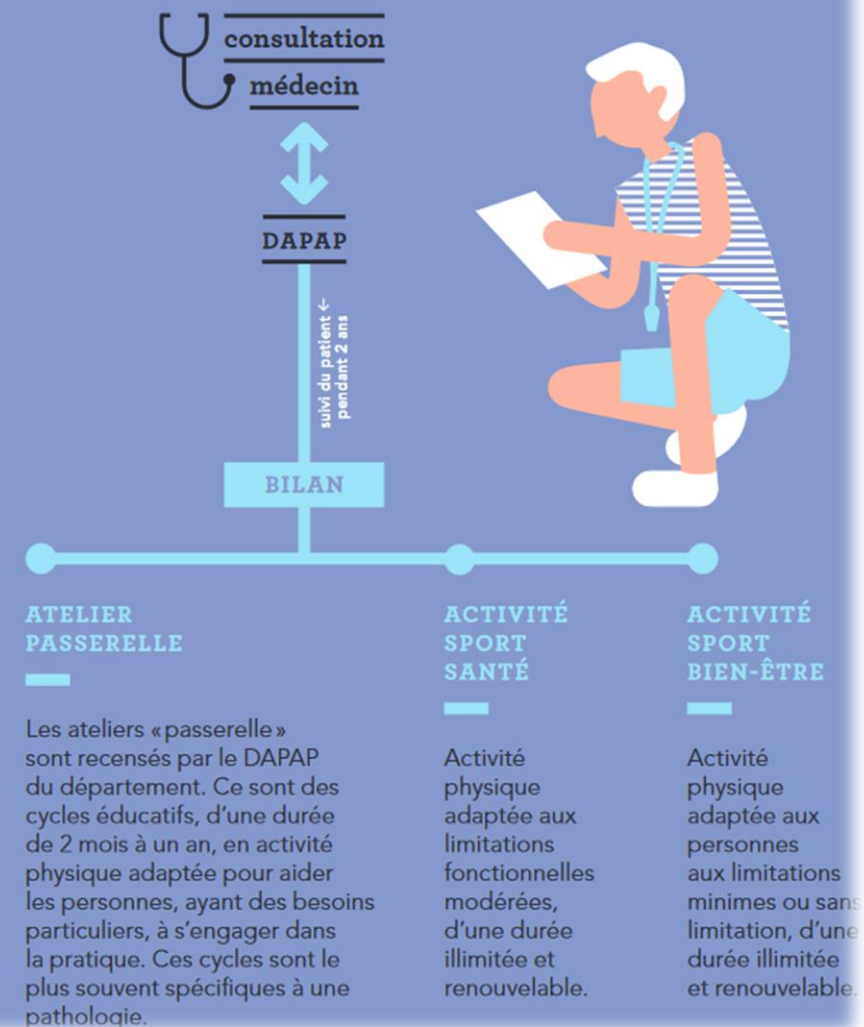 consultation
médecin
DAPAP
suivi du patient ←
pendant 2 ans
BILAN
ATELIER
PASSERELLE
Les ateliers «passerelle»
sont recensés par le DAPAP
du département. Ce sont des
cycles éducatifs, d’une durée
de 2 mois à un an, en activité
physique adaptée pour aider
les personnes, ayant des besoins
particuliers, à s’engager dans
la pratique. Ces cycles sont le
plus souvent spécifiques à une
pathologie.
ACTIVITÉ
SPORT
SANTÉ
Activité
physique
adaptée aux
limitations
fonctionnelles
modérées,
d’une durée
illimitée et
renouvelable.
ACTIVITÉ
SPORT
BIEN-ÊTRE
Activité
physique
adaptée aux
personnes
aux limitations
minimes ou sans
limitation, d’une
durée illimitée
et renouvelable.